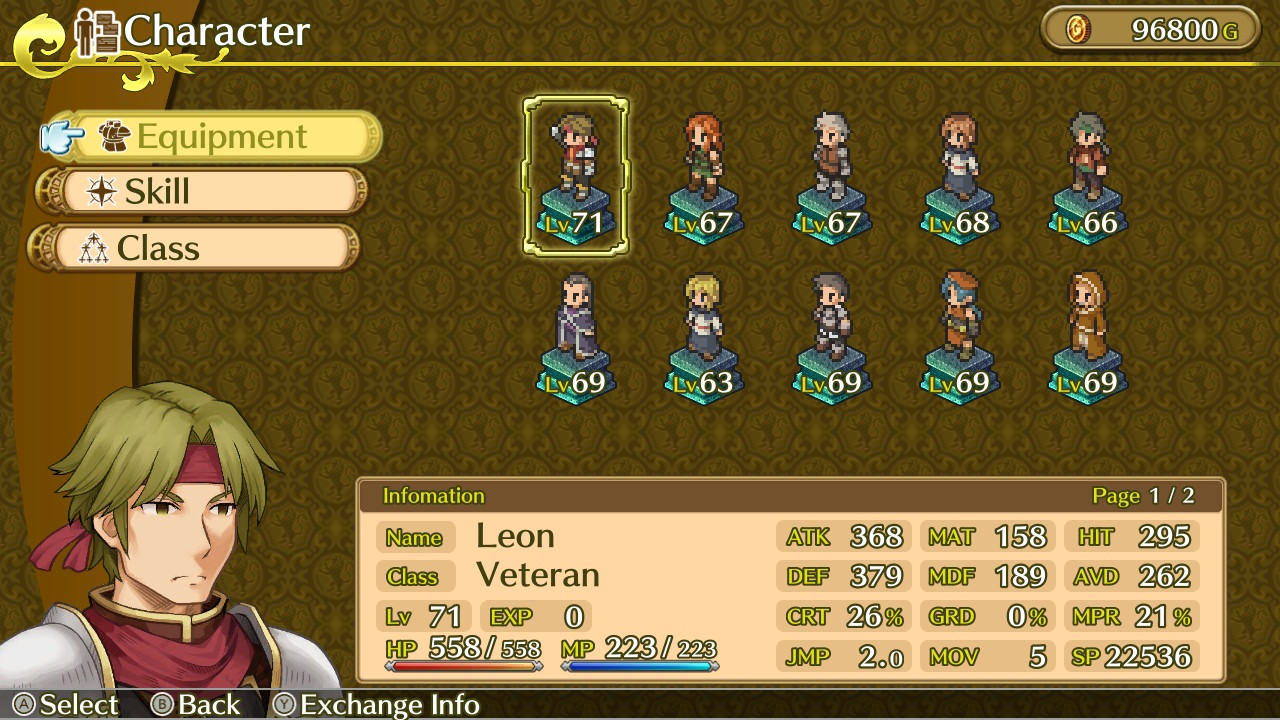 Character
96800 G
Equipment
Skill
Class
Lv71 Lv67 Lv67 Lv68 Lv66
Lv69 Lv63 Lv69 Lv69 Lv69
Infomation Page 1 / 2
Name Leon ATK 368 MAT 158 HIT 295
Class Veteran DEF 379 MDF 189 AVD 262
Lv 71 EXP 0 CRT 26% GRD 0% MPR 21%
HP 558/558 MP 223/223 JMP 2.0 MOV 5 SP 22536
A Select B Back Y Exchange Info